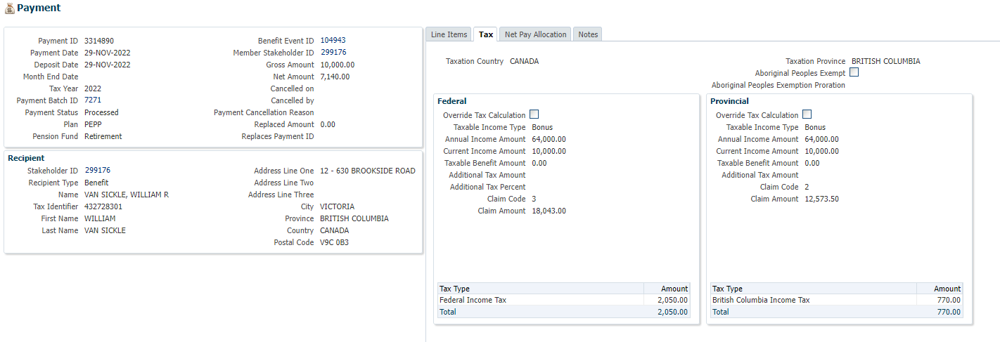 Payment
Payment ID 3314890
Payment Date 29-NOV-2022
Deposit Date 29-NOV-2022
Month End Date
Tax Year 2022
Payment Batch ID 7271
Payment Status Processed
Plan PEPP
Pension Fund Retirement
Benefit Event ID 104943
Member Stakeholder ID 299176
Gross Amount 10,000.00
Net Amount 7,140.00
Cancelled on
Cancelled by
Payment Cancellation Reason
Replaced Amount 0.00
Replaces Payment ID
Recipient
Stakeholder ID 299176
Recipient Type Benefit
Name VAN SICKLE, WILLIAM R
Tax Identifier 432728301
First Name WILLIAM
Last Name VAN SICKLE
Address Line One 12 - 630 BROOKSIDE ROAD
Address Line Two
Address Line Three
City VICTORIA
Province BRITISH COLUMBIA
Country CANADA
Postal Code V9C 0B3
Line Items Tax Net Pay Allocation Notes
Taxation Country CANADA
Taxation Province BRITISH COLUMBIA
Aboriginal Peoples Exempt
Aboriginal Peoples Exemption Proration
Federal
Override Tax Calculation
Taxable Income Type Bonus
Annual Income Amount 64,000.00
Current Income Amount 10,000.00
Taxable Benefit Amount 0.00
Additional Tax Amount
Additional Tax Percent
Claim Code 3
Claim Amount 18,043.00
Tax Type Amount
Federal Income Tax 2,050.00
Total 2,050.00
Provincial
Override Tax Calculation
Taxable Income Type Bonus
Annual Income Amount 64,000.00
Current Income Amount 10,000.00
Taxable Benefit Amount 0.00
Additional Tax Amount
Claim Code 2
Claim Amount 12,573.50
Tax Type Amount
British Columbia Income Tax 770.00
Total 770.00